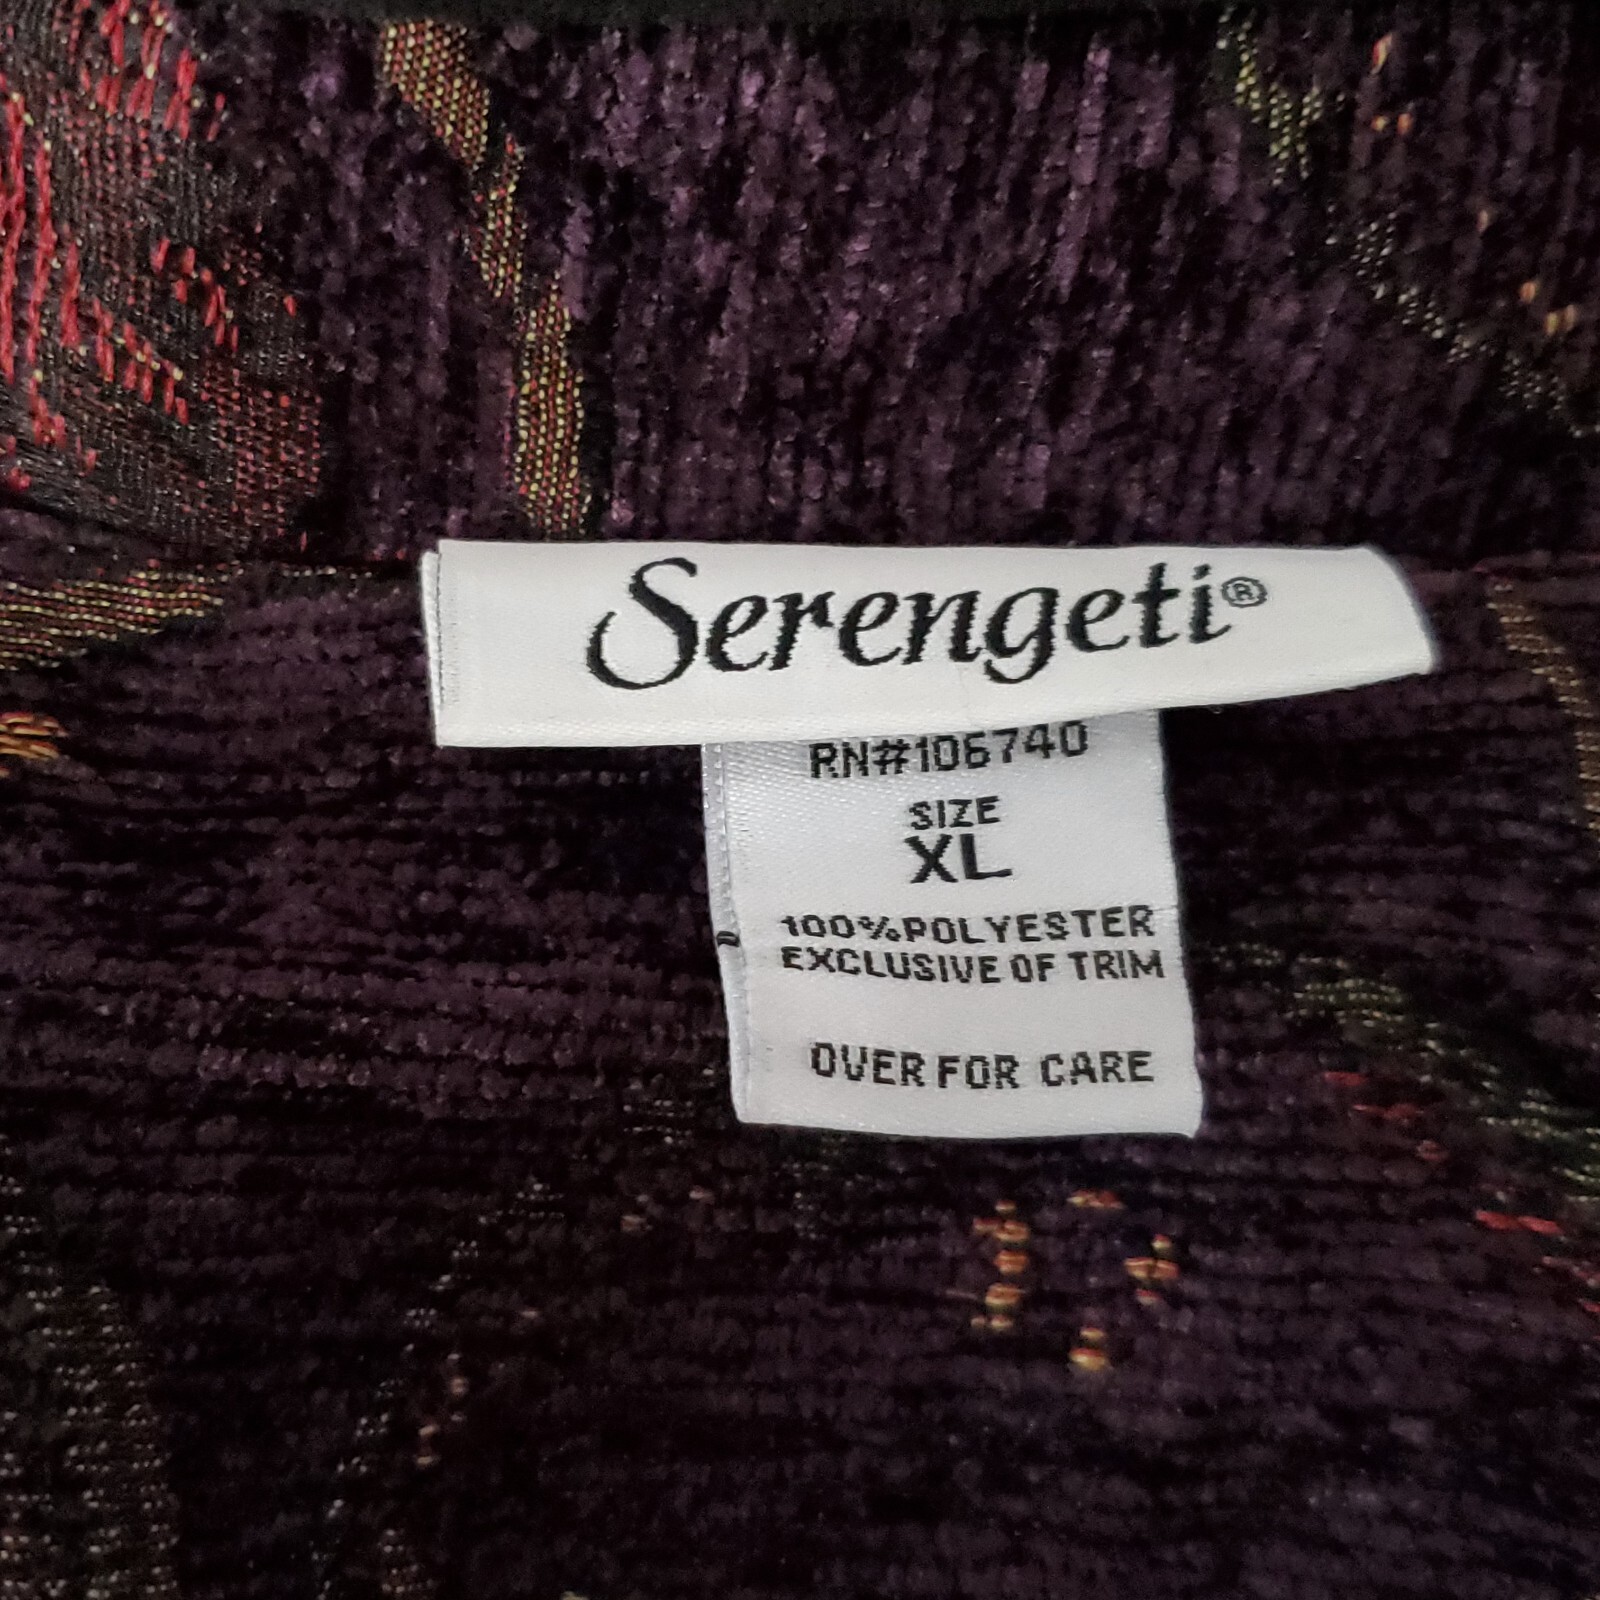 Serengeti®
RN#106740
SIZE
XL
100%POLYESTER
EXCLUSIVE OF TRIM
OVER FOR CARE